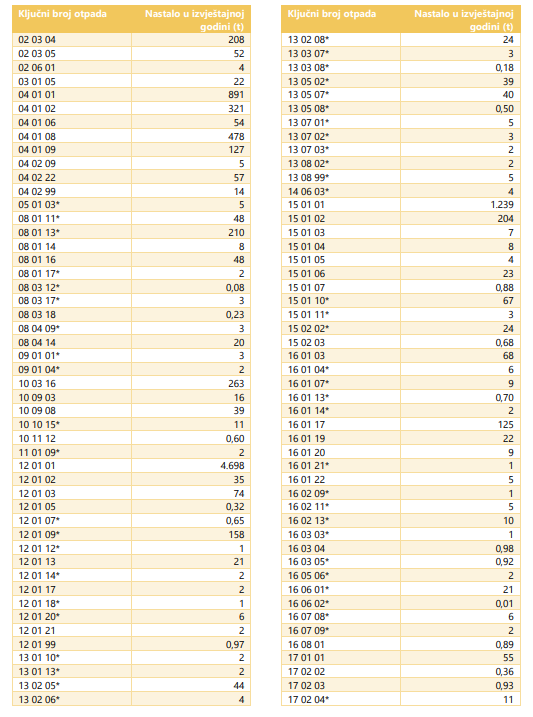 Ključni broj otpada Nastalo u izvještajnoj
godini (t)
02 03 04 208
02 03 05 52
02 06 01 4
03 01 05 22
04 01 01 891
04 01 02 321
04 01 06 54
04 01 08 478
04 01 09 127
04 02 09 5
04 02 22 57
04 02 99 14
05 01 03* 5
08 01 11* 48
08 01 13* 210
08 01 14 8
08 01 16 48
08 01 17* 2
08 03 12* 0,08
08 03 17* 3
08 03 18 0,23
08 04 09* 3
08 04 14 20
09 01 01* 3
09 01 04* 2
10 03 16 263
10 09 03 16
10 09 08 39
10 10 15* 11
10 11 12 0,60
11 01 09* 2
12 01 01 4.698
12 01 02 35
12 01 03 74
12 01 05 0,32
12 01 07* 0,65
12 01 09* 158
12 01 12* 1
12 01 13 21
12 01 14* 2
12 01 17 2
12 01 18* 1
12 01 20* 6
12 01 21 2
12 01 99 0,97
13 01 10* 2
13 01 13* 2
13 02 05* 44
13 02 06* 4
Ključni broj otpada Nastalo u izvještajnoj
godini (t)
13 02 08* 24
13 03 07* 3
13 03 08* 0,18
13 05 02* 39
13 05 07* 40
13 05 08* 0,50
13 07 01* 5
13 07 02* 3
13 07 03* 2
13 08 02* 2
13 08 99* 5
14 06 03* 4
15 01 01 1.239
15 01 02 204
15 01 03 7
15 01 04 8
15 01 05 4
15 01 06 23
15 01 07 0,88
15 01 10* 67
15 01 11* 3
15 02 02* 24
15 02 03 0,68
16 01 03 68
16 01 04* 6
16 01 07* 9
16 01 13* 0,70
16 01 14* 2
16 01 17 125
16 01 19 22
16 01 20 9
16 01 21* 1
16 01 22 5
16 02 09* 1
16 02 11* 5
16 02 13* 10
16 03 03* 1
16 03 04 0,98
16 03 05* 0,92
16 05 06* 2
16 06 01* 21
16 06 02* 0,01
16 07 08* 6
16 07 09* 2
16 08 01 0,89
17 01 01 55
17 02 02 0,36
17 02 03 0,93
17 02 04* 11